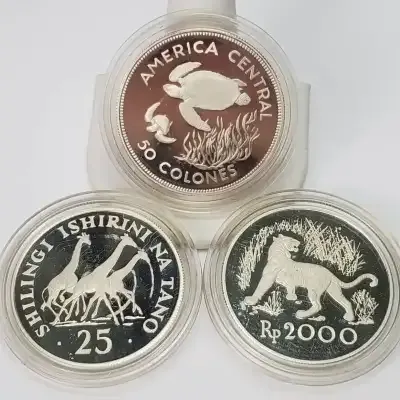 AMERICA CENTRAL
50 COLONES
SHILINGI ISHIRINI NA TANO
· 25 ·
Rp 2000